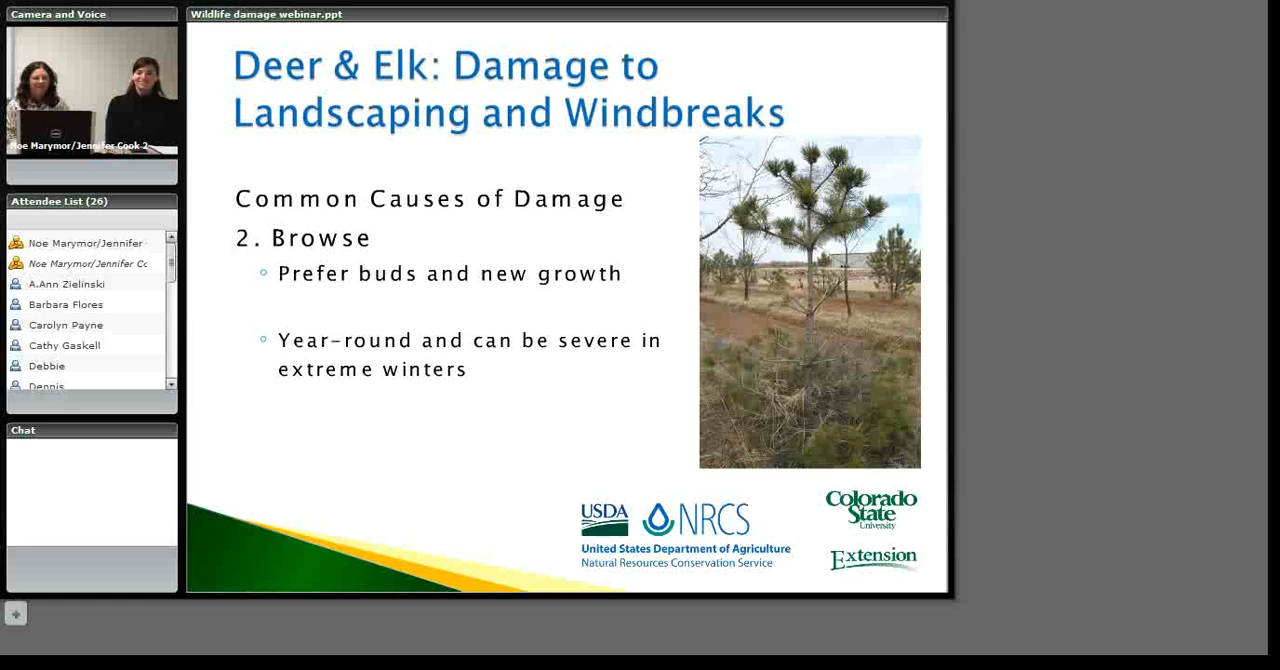 Camera and Voice
Noe Marymor/Jennifer Cook 2
Attendee List (26)
Noe Marymor/Jennifer
Noe Marymor/Jennifer Cc
A.Ann Zielinski
Barbara Flores
Carolyn Payne
Cathy Gaskell
Debbie
Dennis
Chat
Wildlife damage webinar.ppt
Deer & Elk: Damage to
Landscaping and Windbreaks
Common Causes of Damage
2. Browse
Prefer buds and new growth
Year-round and can be severe in
extreme winters
USDA NRCS
United States Department of Agriculture
Natural Resources Conservation Service
Colorado
State
University
Extension